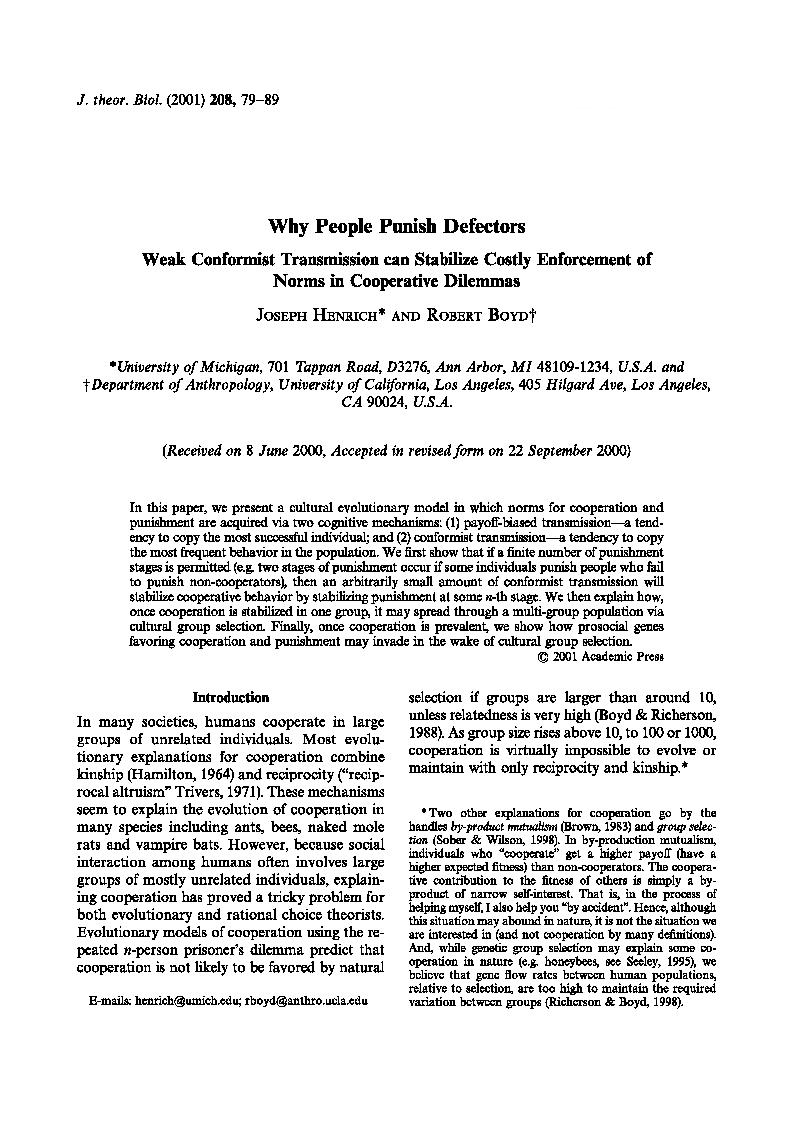 J. theor. Biol. (2001) 208, 79–89
Why People Punish Defectors
Weak Conformist Transmission can Stabilize Costly Enforcement of
Norms in Cooperative Dilemmas
JOSEPH HENRICH* AND ROBERT BOYD†
*University of Michigan, 701 Tappan Road, D3276, Ann Arbor, MI 48109-1234, U.S.A. and
†Department of Anthropology, University of California, Los Angeles, 405 Hilgard Ave, Los Angeles,
CA 90024, U.S.A.
(Received on 8 June 2000, Accepted in revised form on 22 September 2000)
In this paper, we present a cultural evolutionary model in which norms for cooperation and
punishment are acquired via two cognitive mechanisms: (1) payoff-biased transmission—a tend-
ency to copy the most successful individual; and (2) conformist transmission—a tendency to copy
the most frequent behavior in the population. We first show that if a finite number of punishment
stages is permitted (e.g. two stages of punishment occur if some individuals punish people who fail
to punish non-cooperators), then an arbitrarily small amount of conformist transmission will
stabilize cooperative behavior by stabilizing punishment at some n-th stage. We then explain how,
once cooperation is stabilized in one group, it may spread through a multi-group population via
cultural group selection. Finally, once cooperation is prevalent, we show how prosocial genes
favoring cooperation and punishment may invade in the wake of cultural group selection.
© 2001 Academic Press
Introduction
In many societies, humans cooperate in large
groups of unrelated individuals. Most evolu-
tionary explanations for cooperation combine
kinship (Hamilton, 1964) and reciprocity (“recip-
rocal altruism” Trivers, 1971). These mechanisms
seem to explain the evolution of cooperation in
many species including ants, bees, naked mole
rats and vampire bats. However, because social
interaction among humans often involves large
groups of mostly unrelated individuals, explain-
ing cooperation has proved a tricky problem for
both evolutionary and rational choice theorists.
Evolutionary models of cooperation using the re-
peated n-person prisoner’s dilemma predict that
cooperation is not likely to be favored by natural
E-mails: henrich@umich.edu; rboyd@anthro.ucla.edu
selection if groups are larger than around 10,
unless relatedness is very high (Boyd & Richerson,
1988). As group size rises above 10, to 100 or 1000,
cooperation is virtually impossible to evolve or
maintain with only reciprocity and kinship.*
*Two other explanations for cooperation go by the
handles by-product mutualism (Brown, 1983) and group selec-
tion (Sober & Wilson, 1998). In by-production mutualism,
individuals who “cooperate” get a higher payoff (have a
higher expected fitness) than non-cooperators. The coopera-
tive contribution to the fitness of others is simply a by-
product of narrow self-interest. That is, in the process of
helping myself, I also help you “by accident”. Hence, although
this situation may abound in nature, it is not the situation we
are interested in (and not cooperation by many definitions).
And, while genetic group selection may explain some co-
operation in nature (e.g. honeybees, see Seeley, 1995), we
believe that gene flow rates between human populations,
relative to selection, are too high to maintain the required
variation between groups (Richerson & Boyd, 1998).